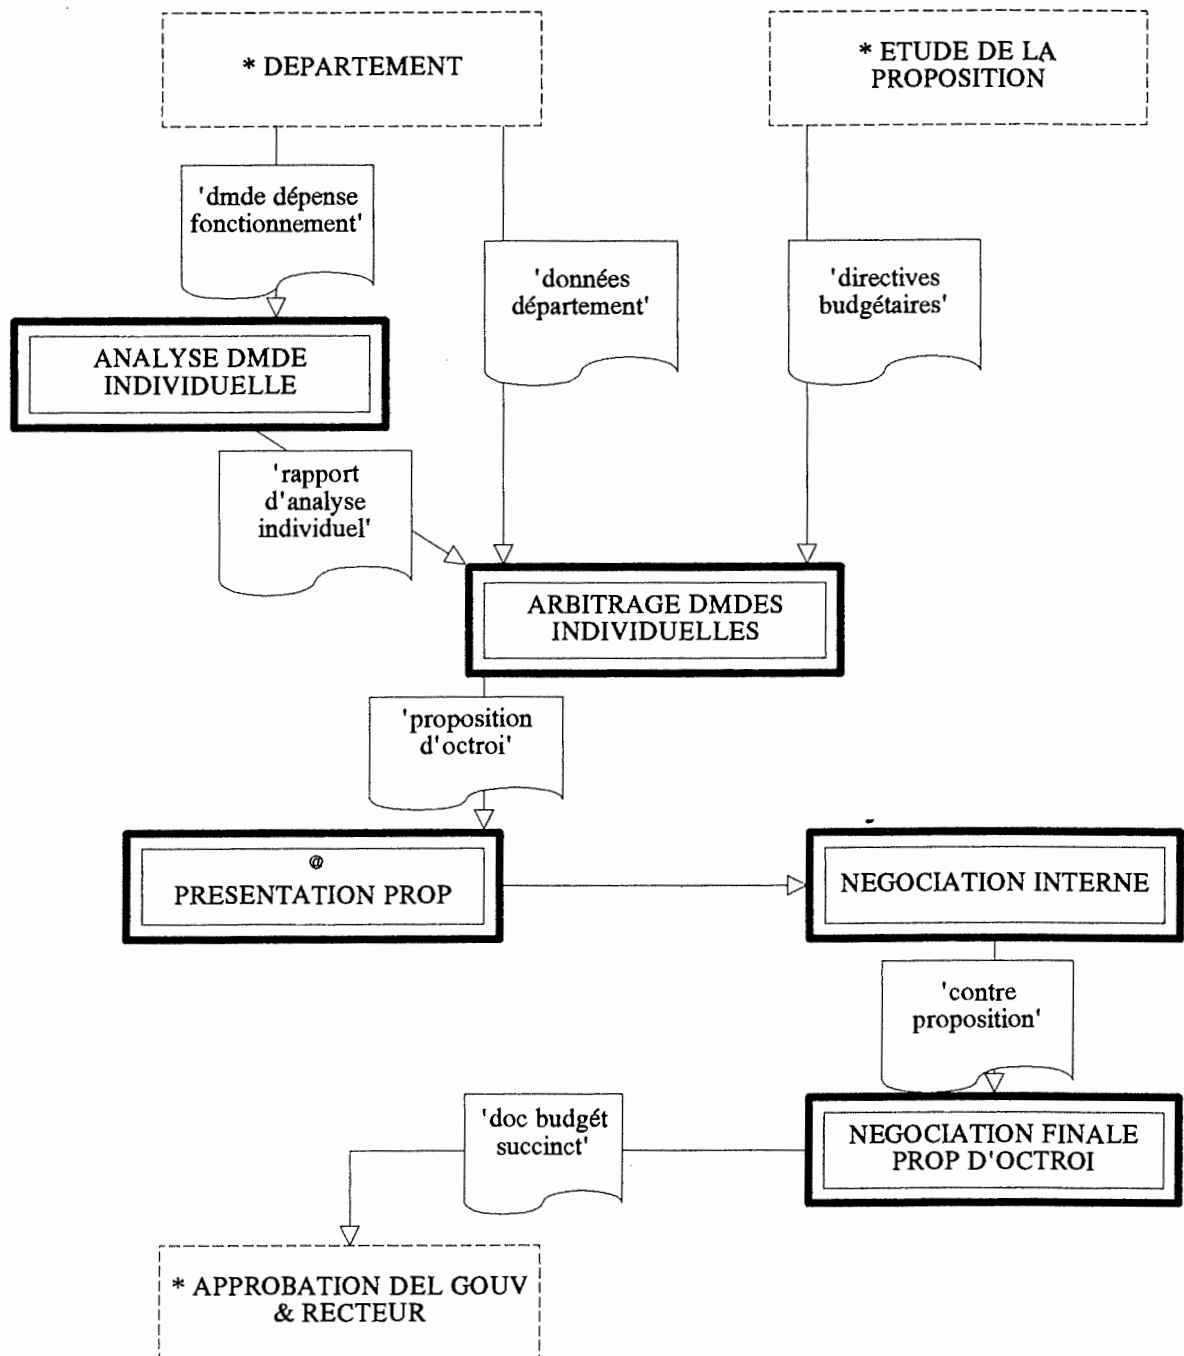 * DEPARTEMENT
* ETUDE DE LA
PROPOSITION
'dmde dépense
fonctionnement'
'données
département'
'directives
budgétaires'
ANALYSE DMDE
INDIVIDUELLE
'rapport
d'analyse
individuel'
ARBITRAGE DMDES
INDIVIDUELLES
'proposition
d'octroi'
@
PRESENTATION PROP
NEGOCIATION INTERNE
'contre
proposition'
NEGOCIATION FINALE
PROP D'OCTROI
'doc budgét
succinct'
* APPROBATION DEL GOUV
& RECTEUR